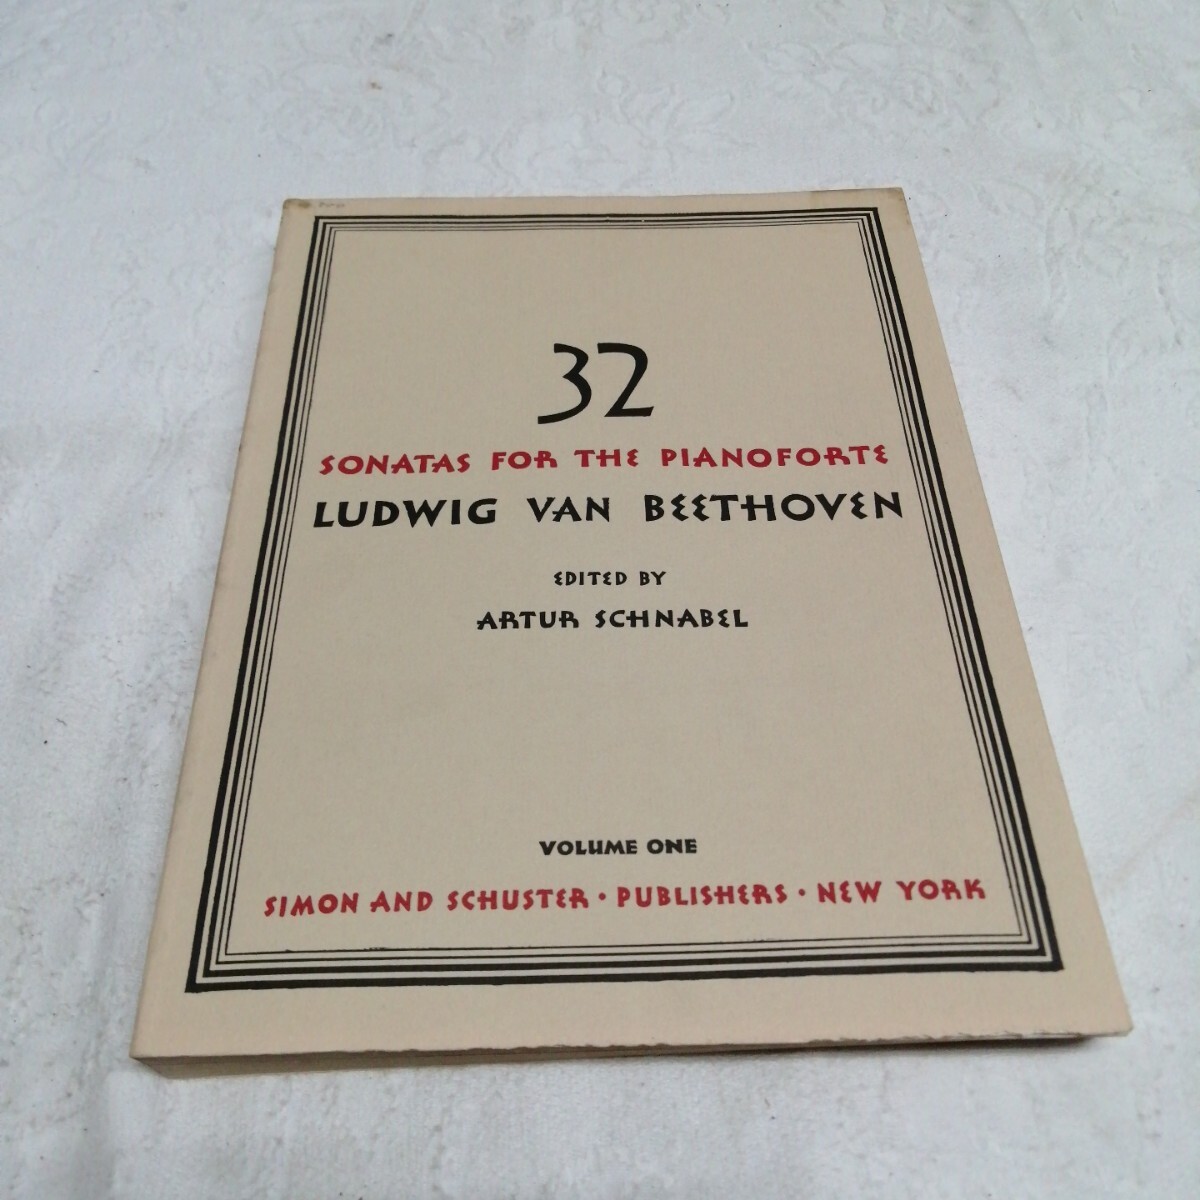 32
SONATAS FOR THE PIANOFORTE
LUDWIG VAN BEETHOVEN
EDITED BY
ARTUR SCHNABEL
VOLUME ONE
SIMON AND SCHUSTER • PUBLISHERS • NEW YORK